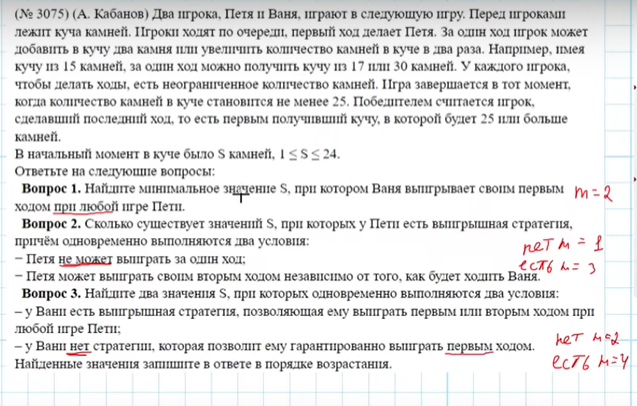 (№ 3075) (А. Кабанов) Два игрока, Петя и Ваня, играют в следующую игру. Перед игроками
лежит куча камней. Игроки ходят по очереди, первый ход делает Петя. За один ход игрок может
добавить в кучу два камня или увеличить количество камней в куче в два раза. Например, имея
кучу из 15 камней, за один ход можно получить кучу из 17 или 30 камней. У каждого игрока,
чтобы делать ходы, есть неограниченное количество камней. Игра завершается в тот момент,
когда количество камней в куче становится не менее 25. Победителем считается игрок,
сделавший последний ход, то есть первым получивший кучу, в которой будет 25 или больше
камней.
В начальный момент в куче было S камней, 1 ≤ S ≤ 24.
Ответьте на следующие вопросы:
Вопрос 1. Найдите минимальное значение S, при котором Ваня выигрывает своим первым m=2
ходом при любой игре Пети.
Вопрос 2. Сколько существует значений S, при которых у Пети есть выигрышная стратегия,
причём одновременно выполняются два условия: нет м = 1
− Петя не может выиграть за один ход; есть м = 3
− Петя может выиграть своим вторым ходом независимо от того, как будет ходить Ваня.
Вопрос 3. Найдите два значения S, при которых одновременно выполняются два условия:
– у Вани есть выигрышная стратегия, позволяющая ему выиграть первым или вторым ходом при
любой игре Пети;
– у Вани нет стратегии, которая позволит ему гарантированно выиграть первым ходом. нет м=2
Найденные значения запишите в ответе в порядке возрастания. есть м=4